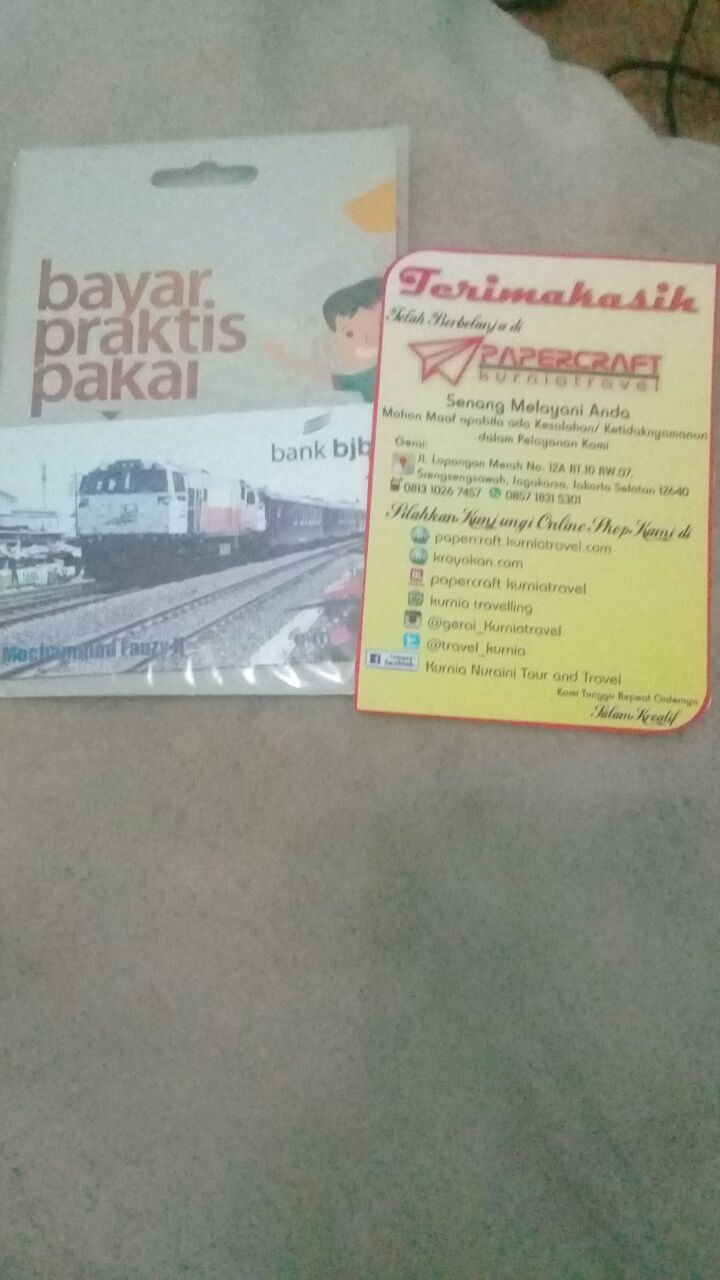 bayar
praktis
pakai
bank bjb
Mochammad Fauzy
Terimakasih
Telah Berbelanja di
PAPERCRAFT
kurniatravel
Senang Melayani Anda
Mohon Maaf apabila ada Kesalahan/ Ketidaknyamanan
dalam Pelayanan Kami
Gerai:
Jl. Lapangan Merah No. 12A RT.10 RW.07,
Srengsengsawah, Jagakarsa, Jakarta Selatan 12640
0813 1026 7457 0857 1831 5301
Silahkan Kunjungi Online Shop Kami di
papercraft.kurniatravel.com
krayokan.com
papercraft kurniatravel
kurnia travelling
@gerai_Kurniatravel
@travel_kurnia
facebook
Kurnia Nuraini Tour and Travel
Kami Tunggu Repeat Ordernya
Salam Kreatif